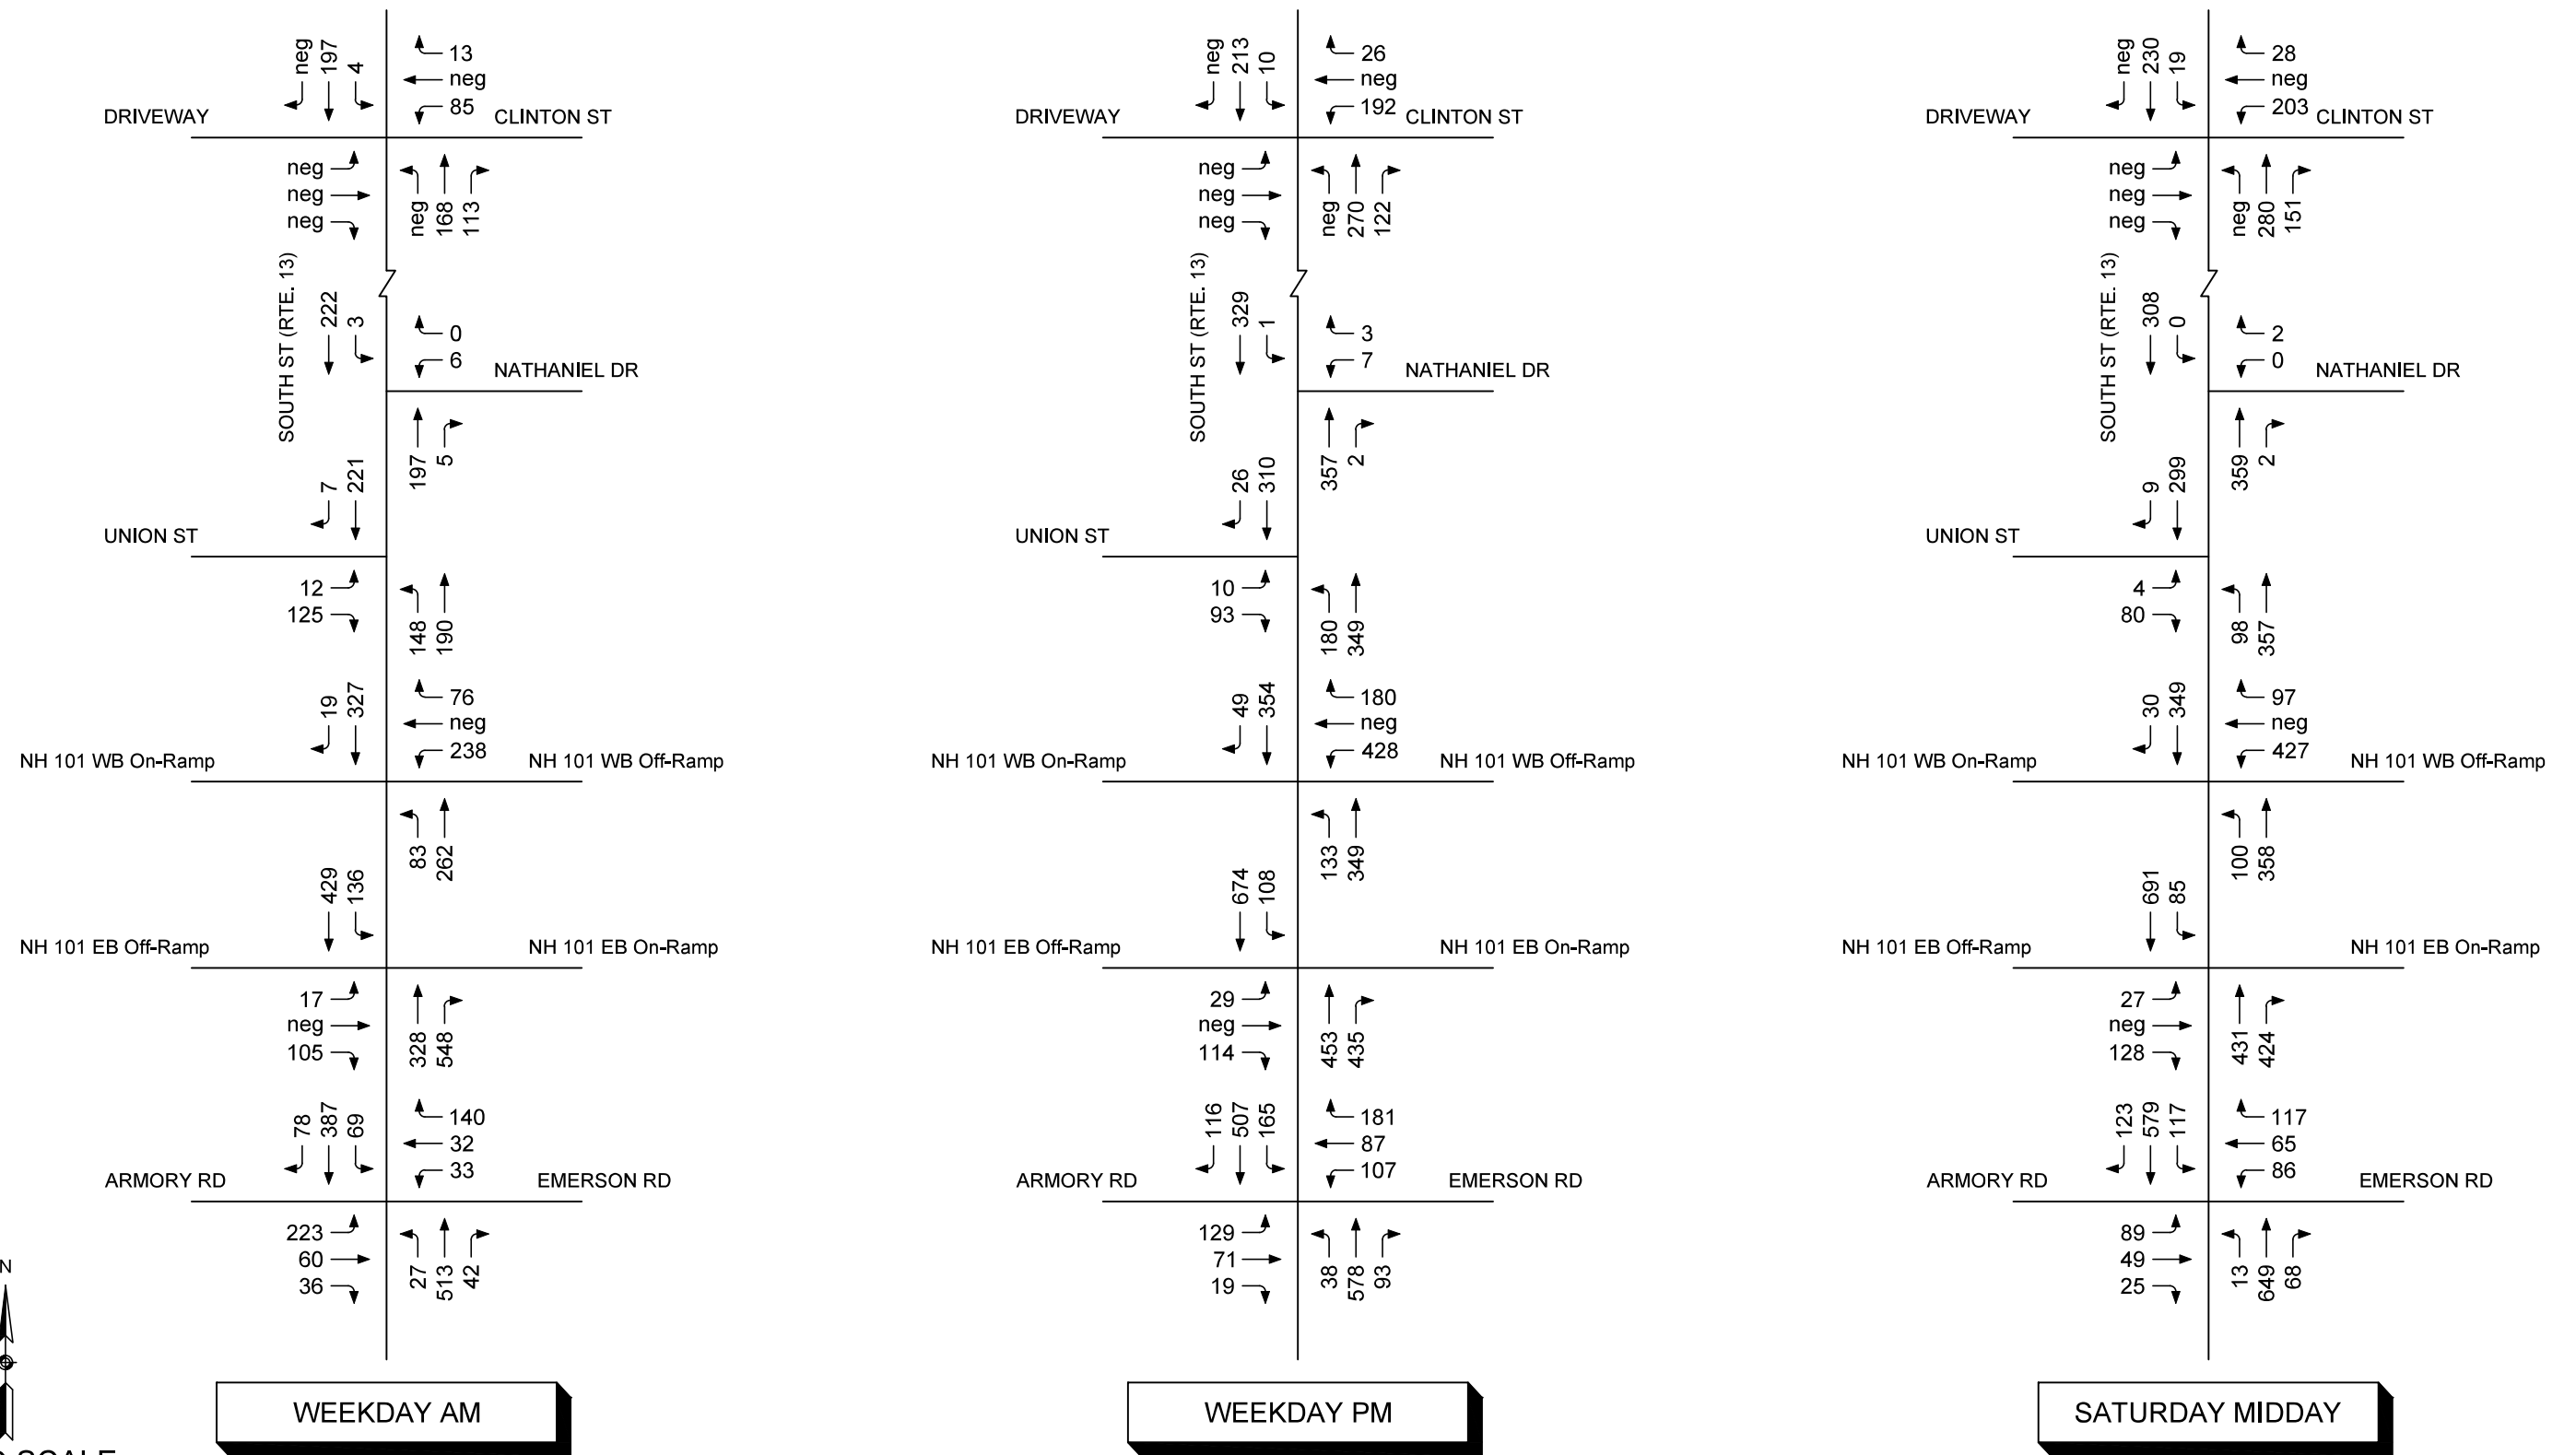 neg 197 4
13
neg
85
DRIVEWAY
CLINTON ST
neg
neg
neg
neg 168 113
SOUTH ST (RTE. 13)
222 3
0
6
NATHANIEL DR
197 5
7 221
UNION ST
12
125
148 190
19 327
76
neg
238
NH 101 WB On-Ramp
NH 101 WB Off-Ramp
83 262
429 136
NH 101 EB Off-Ramp
NH 101 EB On-Ramp
17
neg
105
328 548
78 387 69
140
32
33
ARMORY RD
EMERSON RD
223
60
36
27 513 42
WEEKDAY AM
neg 213 10
26
neg
192
DRIVEWAY
CLINTON ST
neg
neg
neg
neg 270 122
SOUTH ST (RTE. 13)
329 1
3
7
NATHANIEL DR
357 2
26 310
UNION ST
10
93
180 349
49 354
180
neg
428
NH 101 WB On-Ramp
NH 101 WB Off-Ramp
133 349
674 108
NH 101 EB Off-Ramp
NH 101 EB On-Ramp
29
neg
114
453 435
116 507 165
181
87
107
ARMORY RD
EMERSON RD
129
71
19
38 578 93
WEEKDAY PM
neg 230 19
28
neg
203
DRIVEWAY
CLINTON ST
neg
neg
neg
neg 280 151
SOUTH ST (RTE. 13)
308 0
2
0
NATHANIEL DR
359 2
9 299
UNION ST
4
80
98 357
30 349
97
neg
427
NH 101 WB On-Ramp
NH 101 WB Off-Ramp
100 358
691 85
NH 101 EB Off-Ramp
NH 101 EB On-Ramp
27
neg
128
431 424
123 579 117
117
65
86
ARMORY RD
EMERSON RD
89
49
25
13 649 68
SATURDAY MIDDAY
N